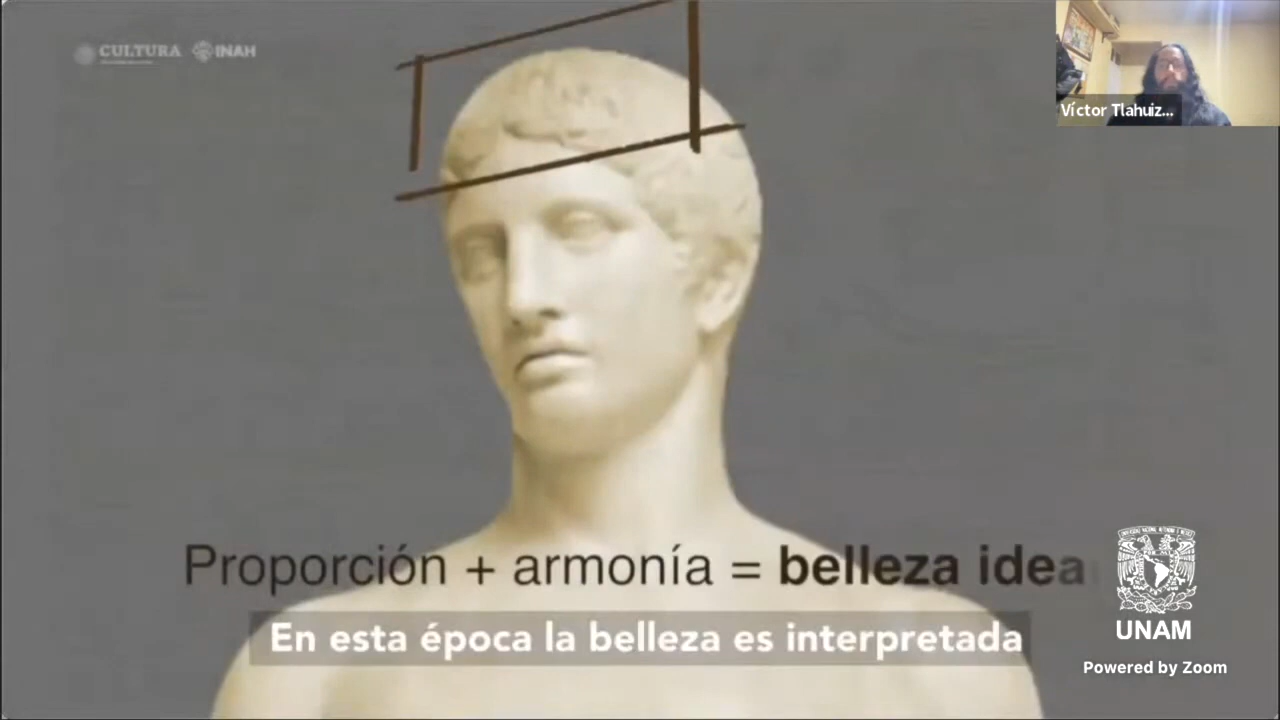 CULTURA INAH
Víctor Tlahuiz...
Proporción + armonía = belleza idea
En esta época la belleza es interpretada
UNAM
Powered by Zoom